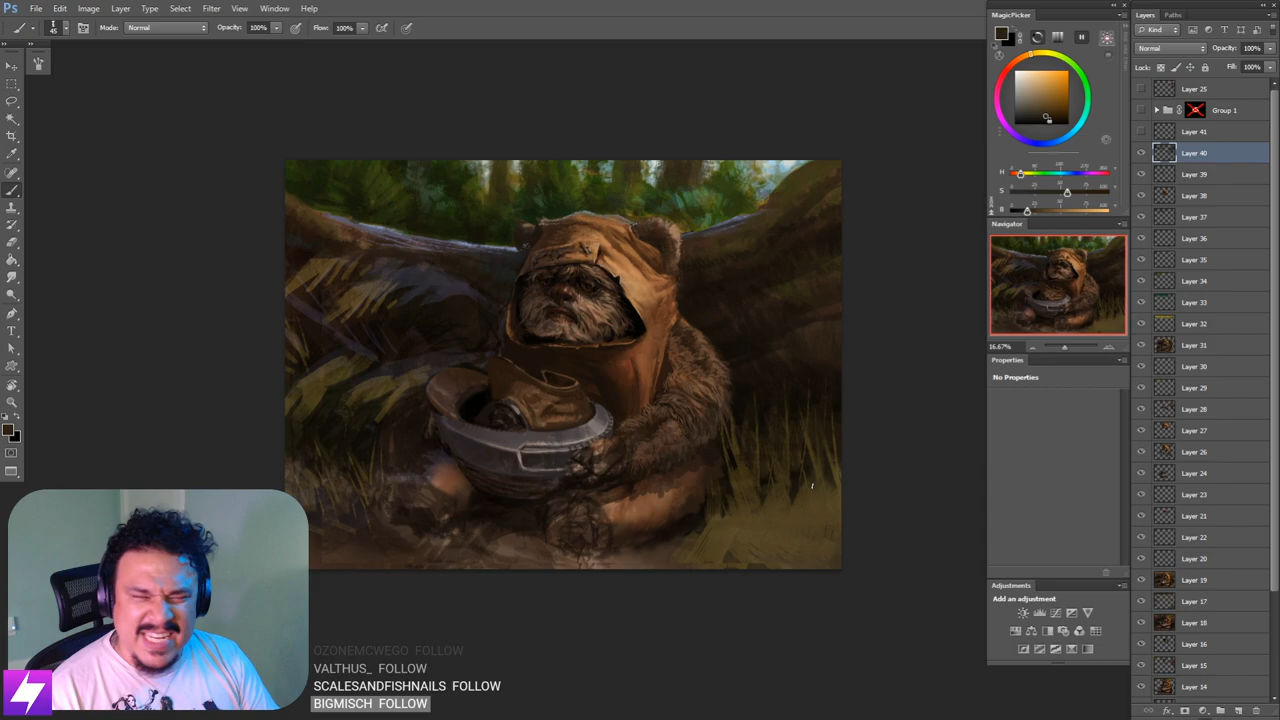 Ps File Edit Image Layer Type Select Filter 3D View Window Help
45 Mode: Normal Opacity: 100% Flow: 100%
MagicPicker
H
H
S
B
Navigator
16.67%
Properties
No Properties
Adjustments
Add an adjustment
Layers Paths
Kind
Normal Opacity: 100%
Lock: Fill: 100%
Layer 25
Group 1
Layer 41
Layer 40
Layer 39
Layer 38
Layer 37
Layer 36
Layer 35
Layer 34
Layer 33
Layer 32
Layer 31
Layer 30
Layer 29
Layer 28
Layer 27
Layer 26
Layer 24
Layer 23
Layer 21
Layer 22
Layer 20
Layer 19
Layer 17
Layer 18
Layer 16
Layer 15
Layer 14
OZONEMCWEGO FOLLOW
VALTHUS_ FOLLOW
SCALESANDFISHNAILS FOLLOW
BIGMISCH FOLLOW